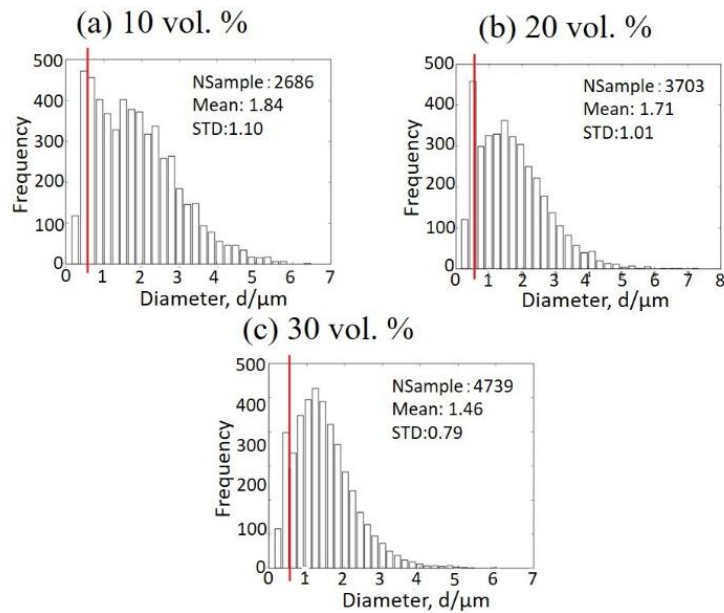 (a) 10 vol. %
500
400
300
200
100
0
Frequency
NSample:2686
Mean: 1.84
STD:1.10
0 1 2 3 4 5 6 7
Diameter, d/μm
(b) 20 vol. %
500
400
300
200
100
0
Frequency
NSample:3703
Mean: 1.71
STD:1.01
0 1 2 3 4 5 6 7 8
Diameter, d/μm
(c) 30 vol. %
500
400
300
200
100
0
Frequency
NSample:4739
Mean: 1.46
STD:0.79
0 1 2 3 4 5 6 7
Diameter, d/μm